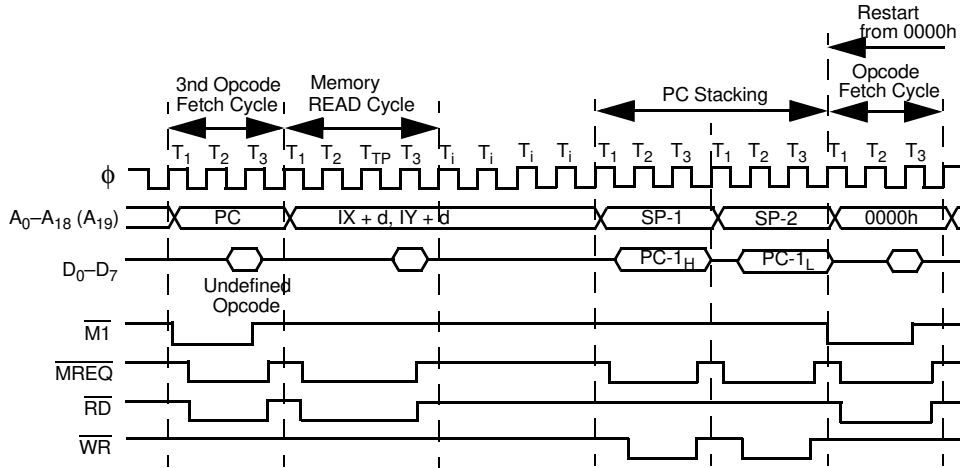 Restart
from 0000h
3nd Opcode
Fetch Cycle
Memory
READ Cycle
PC Stacking
Opcode
Fetch Cycle
T1 T2 T3 T1 T2 TTP T3 Ti Ti Ti Ti T1 T2 T3 T1 T2 T3 T1 T2 T3
ϕ
A0–A18 (A19) PC IX + d, IY + d SP-1 SP-2 0000h
D0–D7 PC-1H PC-1L
Undefined
Opcode
M1
MREQ
RD
WR